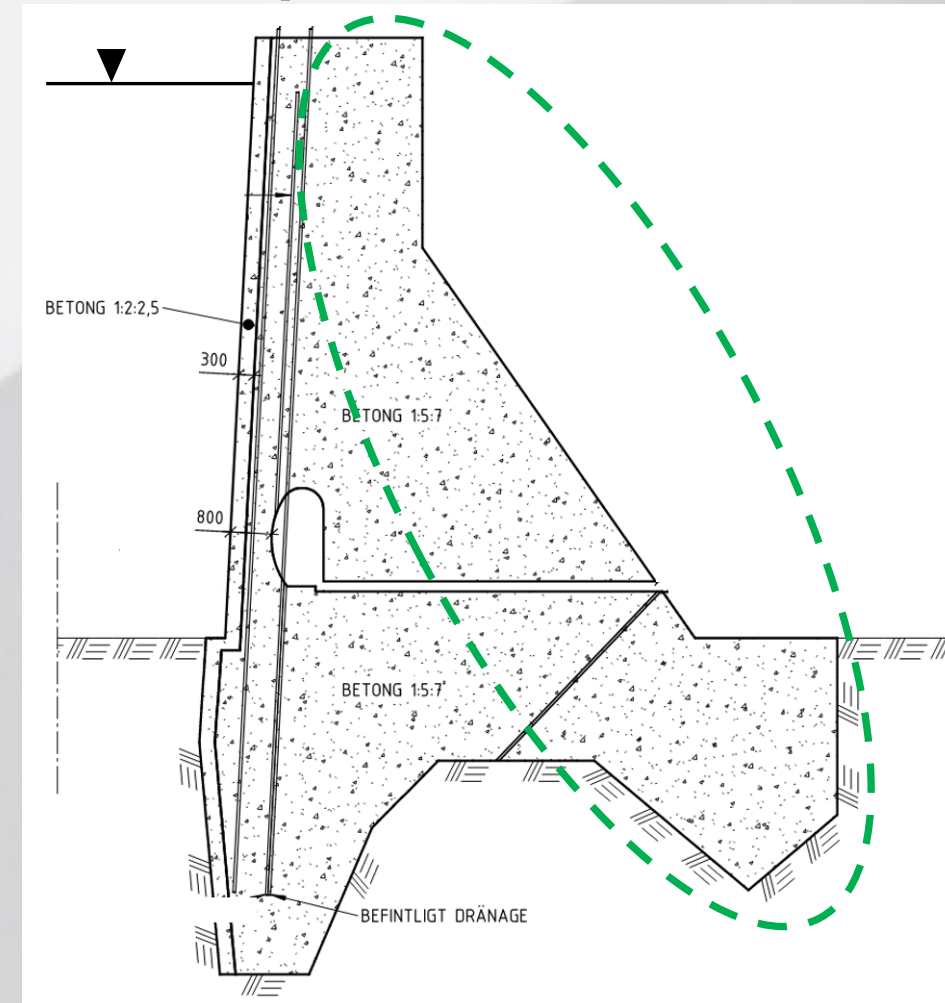 BETONG 1:2:2,5
300
BETONG 1:5:7
800
BETONG 1:5:7
BEFINTLIGT DRÄNAGE